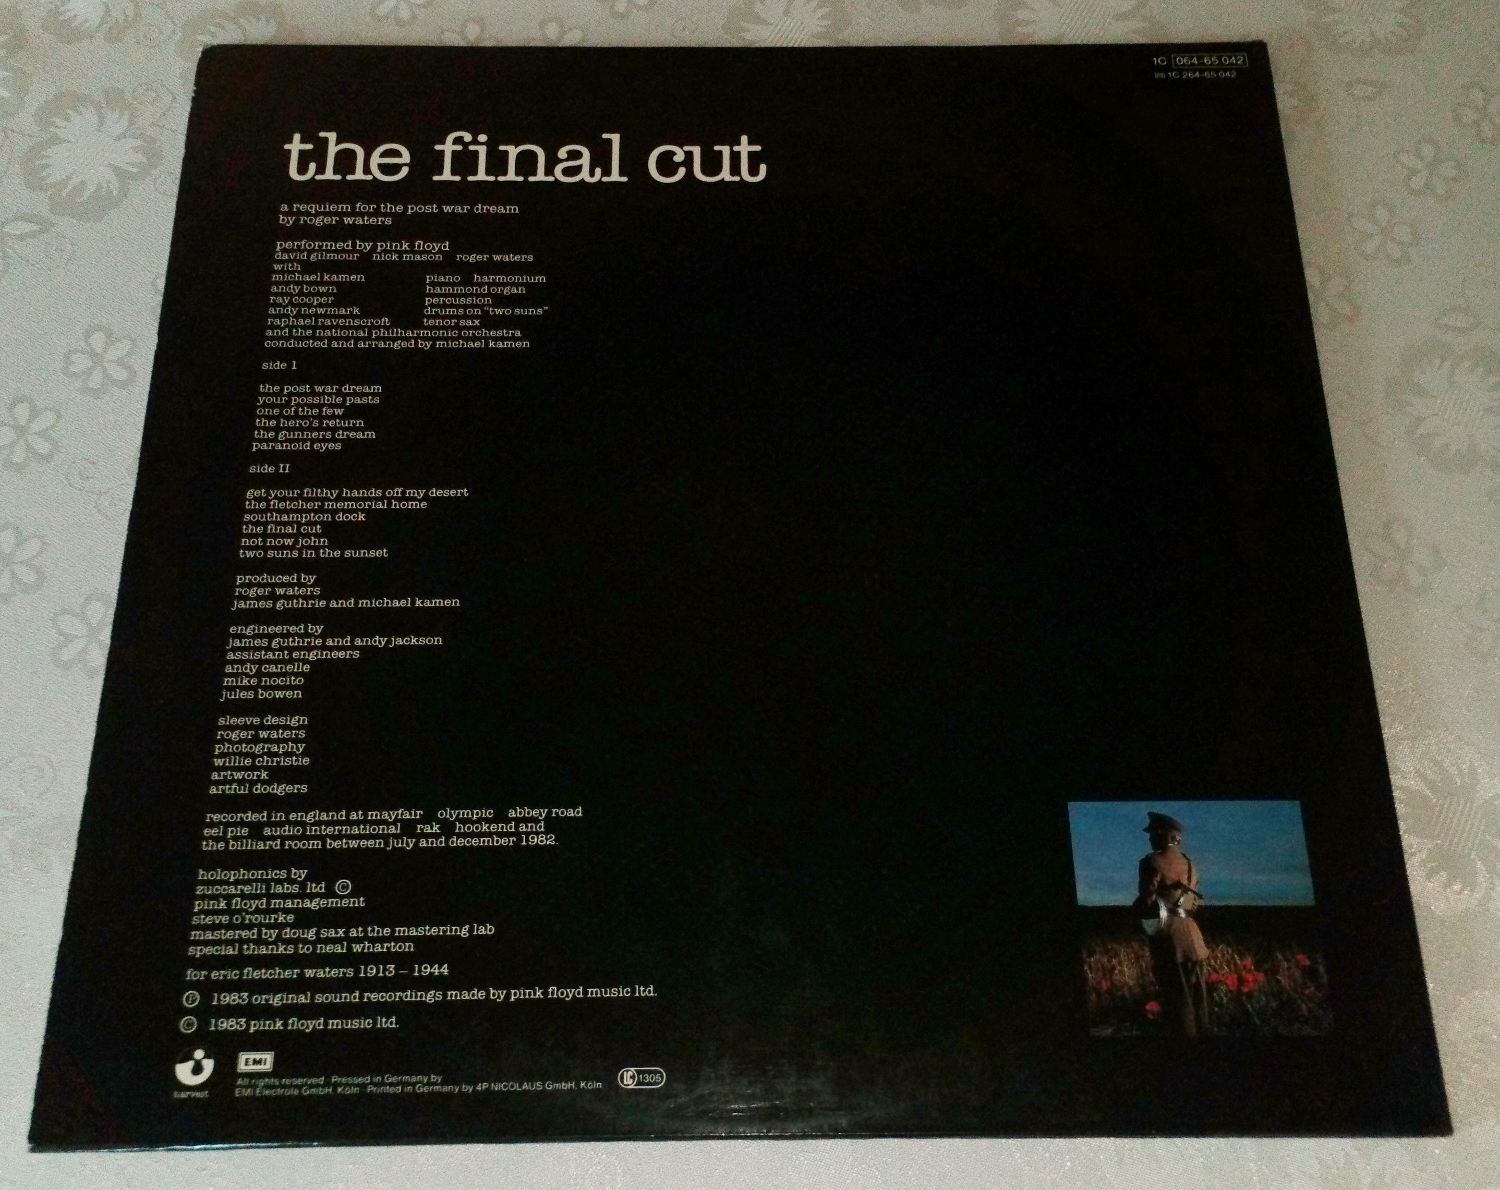 1C 064-65 042
1C 264-65 042
the final cut
a requiem for the post war dream
by roger waters
performed by pink floyd
david gilmour nick mason roger waters
with
michael kamen piano harmonium
andy bown hammond organ
ray cooper percussion
andy newmark drums on "two suns"
raphael ravenscroft tenor sax
and the national philharmonic orchestra
conducted and arranged by michael kamen
side 1
the post war dream
your possible pasts
one of the few
the hero's return
the gunners dream
paranoid eyes
side II
get your filthy hands off my desert
the fletcher memorial home
southampton dock
the final cut
not now john
two suns in the sunset
produced by
roger waters
james guthrie and michael kamen
engineered by
james guthrie and andy jackson
assistant engineers
andy canelle
mike nocito
jules bowen
sleeve design
roger waters
photography
willie christie
artwork
artful dodgers
recorded in england at mayfair olympic abbey road
eel pie audio international rak hookend and
the billiard room between july and december 1982.
holophonics by
zuccarelli labs. ltd ©
pink floyd management
steve o'rourke
mastered by doug sax at the mastering lab
special thanks to neal wharton
for eric fletcher waters 1913 – 1944
℗ 1983 original sound recordings made by pink floyd music ltd.
© 1983 pink floyd music ltd.
harvest
EMI
All rights reserved · Pressed in Germany by
EMI Electrola GmbH, Köln · Printed in Germany by 4P NICOLAUS GmbH, Köln
LC 1305